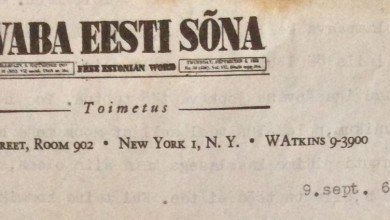 VABA EESTI SÕNA
FREE ESTONIAN WORD
Toimetus
REET, ROOM 902 • NEW YORK 1, N. Y. • WATKINS 9-3900
9.sept. 6